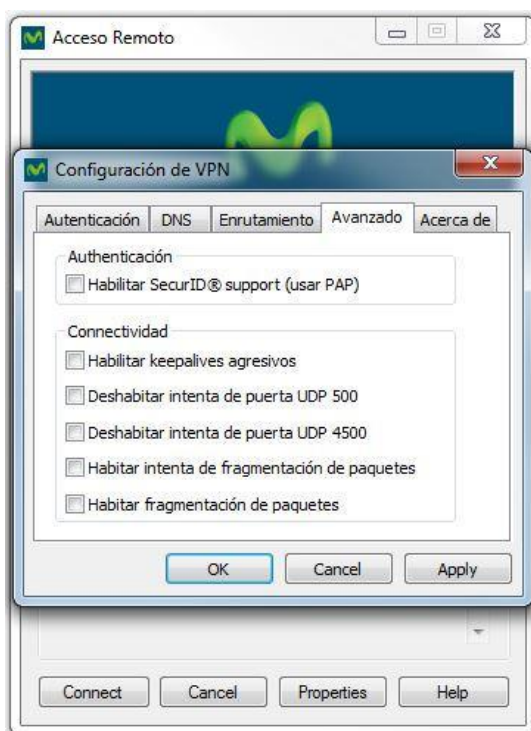 Acceso Remoto
Configuración de VPN
Autenticación DNS Enrutamiento Avanzado Acerca de
Authenticación
Habilitar SecurID® support (usar PAP)
Connectividad
Habilitar keepalives agresivos
Deshabitar intenta de puerta UDP 500
Deshabitar intenta de puerta UDP 4500
Habitar intenta de fragmentación de paquetes
Habitar fragmentación de paquetes
OK Cancel Apply
Connect Cancel Properties Help